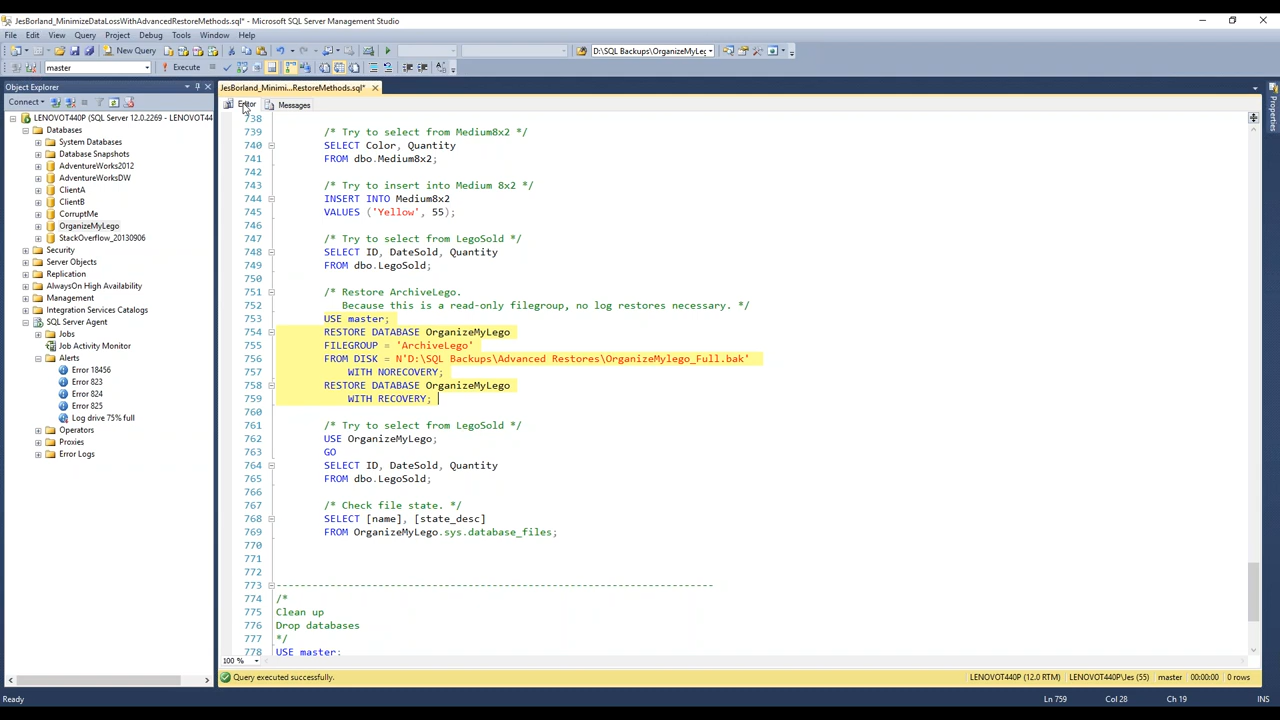 JesBorland_MinimizeDataLossWithAdvancedRestoreMethods.sql* - Microsoft SQL Server Management Studio
File Edit View Query Project Debug Tools Window Help
New Query
D:\SQL Backups\OrganizeMyLeg
master
Execute
Object Explorer
JesBorland_Minimi...RestoreMethods.sql*
Connect
Editor
Messages
Properties
LENOVOT440P (SQL Server 12.0.2269 - LENOVOT44
Databases
System Databases
Database Snapshots
AdventureWorks2012
AdventureWorksDW
ClientA
ClientB
CorruptMe
OrganizeMyLego
StackOverflow_20130906
Security
Server Objects
Replication
AlwaysOn High Availability
Management
Integration Services Catalogs
SQL Server Agent
Jobs
Job Activity Monitor
Alerts
Error 18456
Error 823
Error 824
Error 825
Log drive 75% full
Operators
Proxies
Error Logs
738
739 /* Try to select from Medium8x2 */
740 SELECT Color, Quantity
741 FROM dbo.Medium8x2;
742
743 /* Try to insert into Medium 8x2 */
744 INSERT INTO Medium8x2
745 VALUES ('Yellow', 55);
746
747 /* Try to select from LegoSold */
748 SELECT ID, DateSold, Quantity
749 FROM dbo.LegoSold;
750
751 /* Restore ArchiveLego.
752 Because this is a read-only filegroup, no log restores necessary. */
753 USE master;
754 RESTORE DATABASE OrganizeMyLego
755 FILEGROUP = 'ArchiveLego'
756 FROM DISK = N'D:\SQL Backups\Advanced Restores\OrganizeMylego_Full.bak'
757 WITH NORECOVERY;
758 RESTORE DATABASE OrganizeMyLego
759 WITH RECOVERY;
760
761 /* Try to select from LegoSold */
762 USE OrganizeMyLego;
763 GO
764 SELECT ID, DateSold, Quantity
765 FROM dbo.LegoSold;
766
767 /* Check file state. */
768 SELECT [name], [state_desc]
769 FROM OrganizeMyLego.sys.database_files;
770
771
772
773 --------------------------------------------------------------------------
774 /*
775 Clean up
776 Drop databases
777 */
778 USE master;
100 %
Query executed successfully.
LENOVOT440P (12.0 RTM) LENOVOT440P\Jes (55) master 00:00:00 0 rows
Ready
Ln 759 Col 28 Ch 19 INS